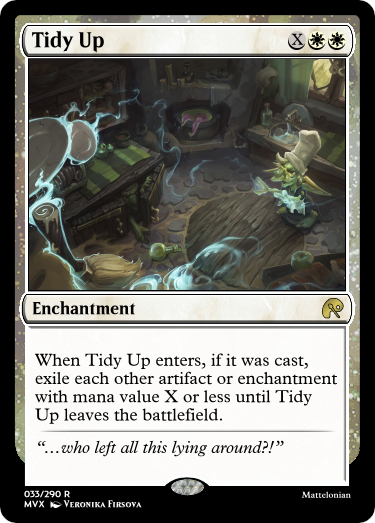 Tidy Up X
Enchantment
When Tidy Up enters, if it was cast,
exile each other artifact or enchantment
with mana value X or less until Tidy
Up leaves the battlefield.
“…who left all this lying around?!”
033/290 R
MVX Veronika Firsova
Mattelonian